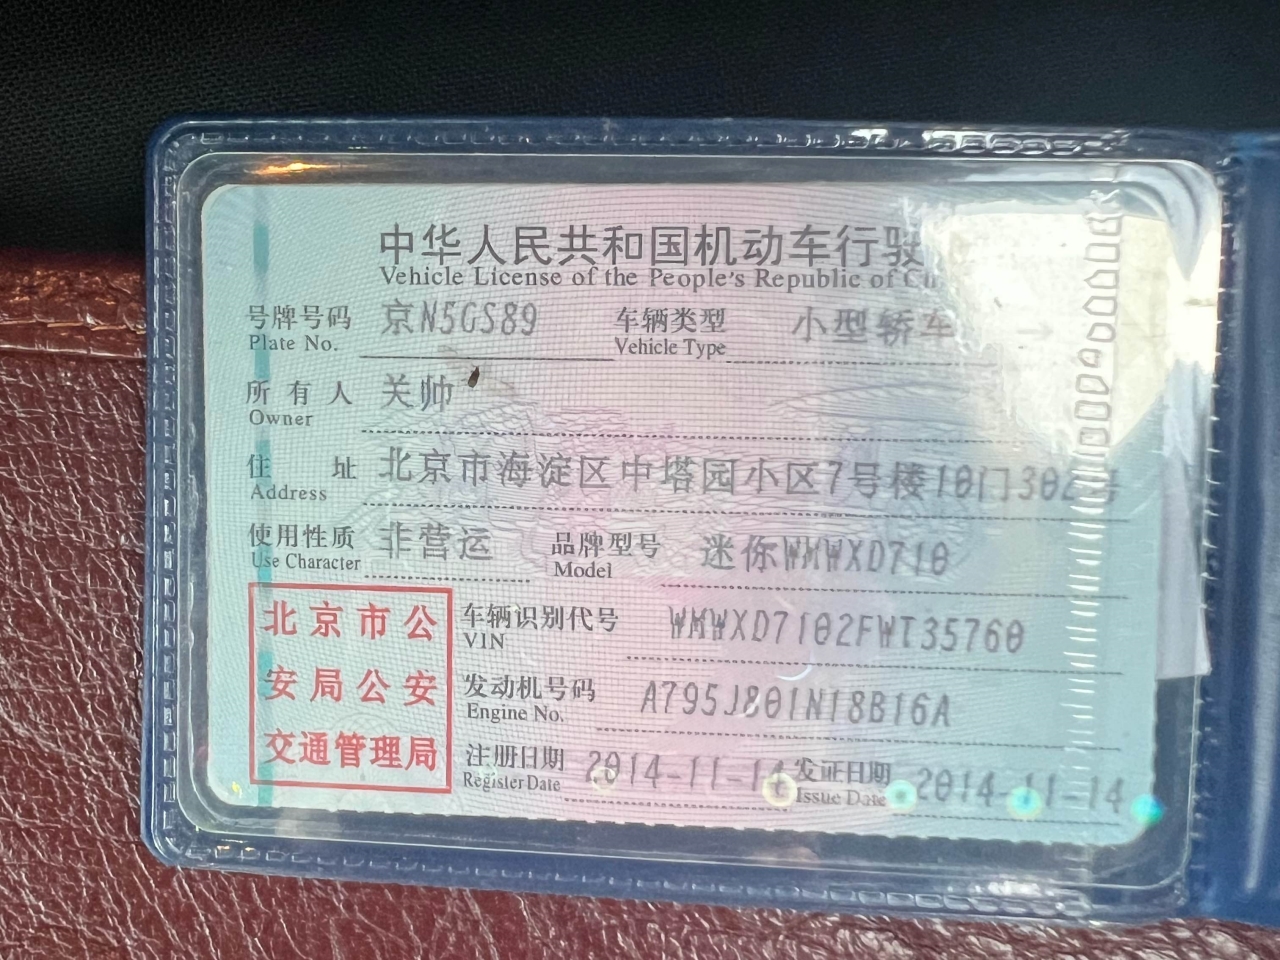 中华人民共和国机动车行驶
Vehicle License of the People's Republic of Ch
号牌号码 京N5GS89 车辆类型 小型轿车
Plate No. Vehicle Type
所有人 关帅
Owner
住址 北京市海淀区中塔园小区7号楼10门302号
Address
使用性质 非营运 品牌型号 迷你WMWXD710
Use Character Model
北京市公
安局公安
交通管理局
车辆识别代号 WMWXD7102FWT35760
VIN
发动机号码 A795J801N18B16A
Engine No.
注册日期 2014-11-14 发证日期 2014-11-14
Register Date Issue Date